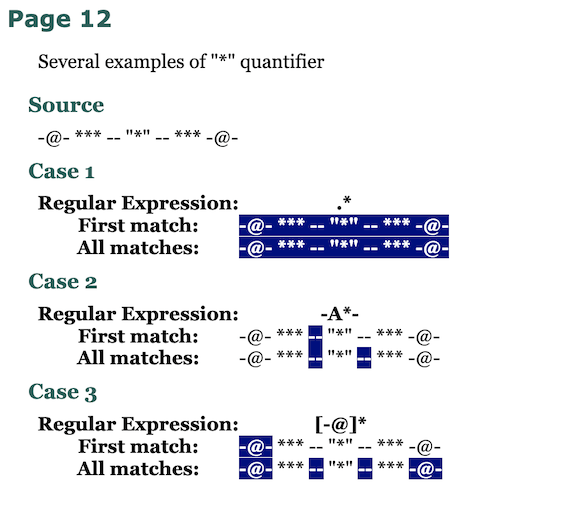 Page 12
Several examples of "*" quantifier
Source
-@- *** -- "*" -- *** -@-
Case 1
Regular Expression: .*
First match: -@- *** -- "*" -- *** -@-
All matches: -@- *** -- "*" -- *** -@-
Case 2
Regular Expression: -A*-
First match: -@- *** -- "*" -- *** -@-
All matches: -@- *** -- "*" -- *** -@-
Case 3
Regular Expression: [-@]*
First match: -@- *** -- "*" -- *** -@-
All matches: -@- *** -- "*" -- *** -@-